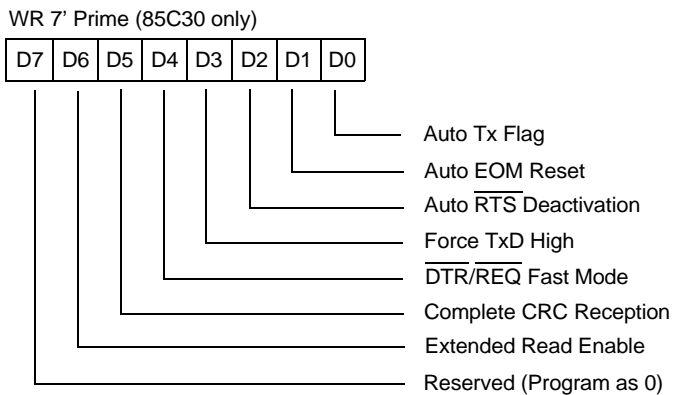 WR 7’ Prime (85C30 only)
D7 D6 D5 D4 D3 D2 D1 D0
Auto Tx Flag
Auto EOM Reset
Auto RTS Deactivation
Force TxD High
DTR/REQ Fast Mode
Complete CRC Reception
Extended Read Enable
Reserved (Program as 0)